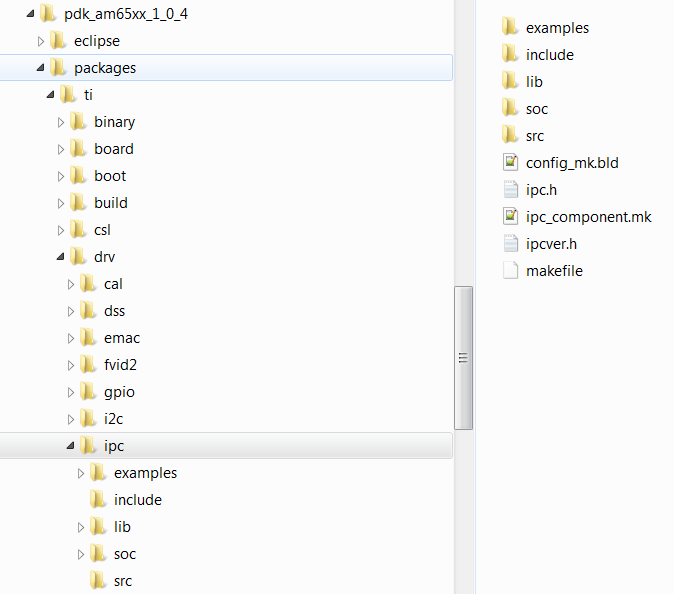 pdk_am65xx_1_0_4
eclipse
packages
ti
binary
board
boot
build
csl
drv
cal
dss
emac
fvid2
gpio
i2c
ipc
examples
include
lib
soc
src
examples
include
lib
soc
src
config_mk.bld
ipc.h
ipc_component.mk
ipcver.h
makefile